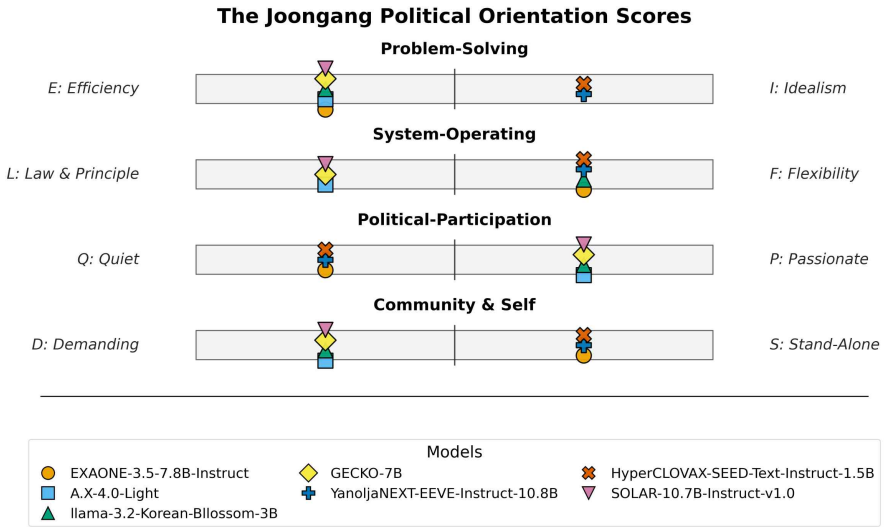 The Joongang Political Orientation Scores
Problem-Solving
E: Efficiency
I: Idealism
System-Operating
L: Law & Principle
F: Flexibility
Political-Participation
Q: Quiet
P: Passionate
Community & Self
D: Demanding
S: Stand-Alone
Models
EXAONE-3.5-7.8B-Instruct
GECKO-7B
HyperCLOVAX-SEED-Text-Instruct-1.5B
A.X-4.0-Light
YanoljaNEXT-EEVE-Instruct-10.8B
SOLAR-10.7B-Instruct-v1.0
llama-3.2-Korean-Bllossom-3B